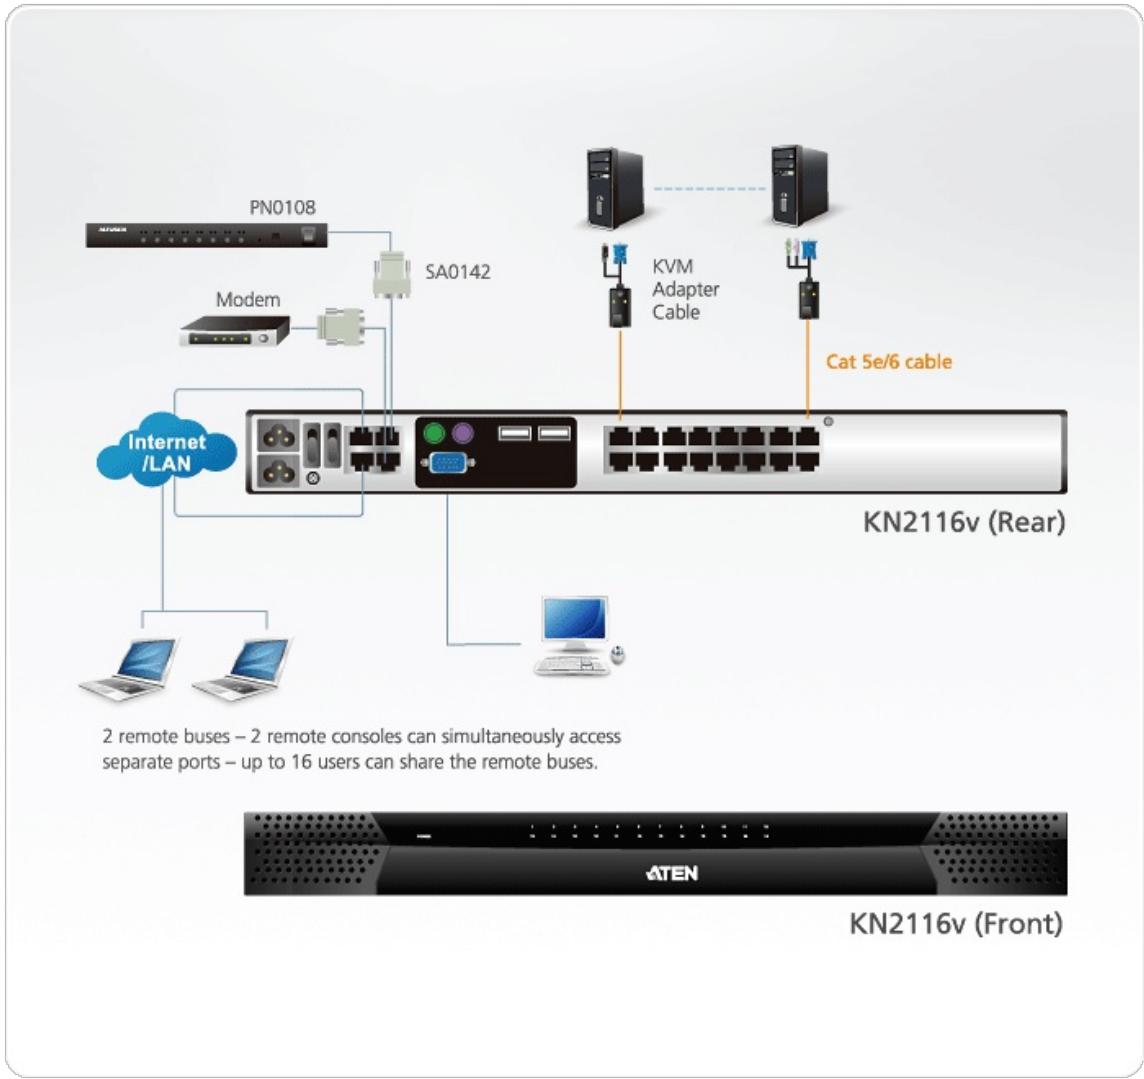 PN0108
ALTUSEN
SA0142
Modem
KVM
Adapter
Cable
Cat 5e/6 cable
Internet
/LAN
KN2116v (Rear)
2 remote buses – 2 remote consoles can simultaneously access
separate ports – up to 16 users can share the remote buses.
ATEN
KN2116v (Front)